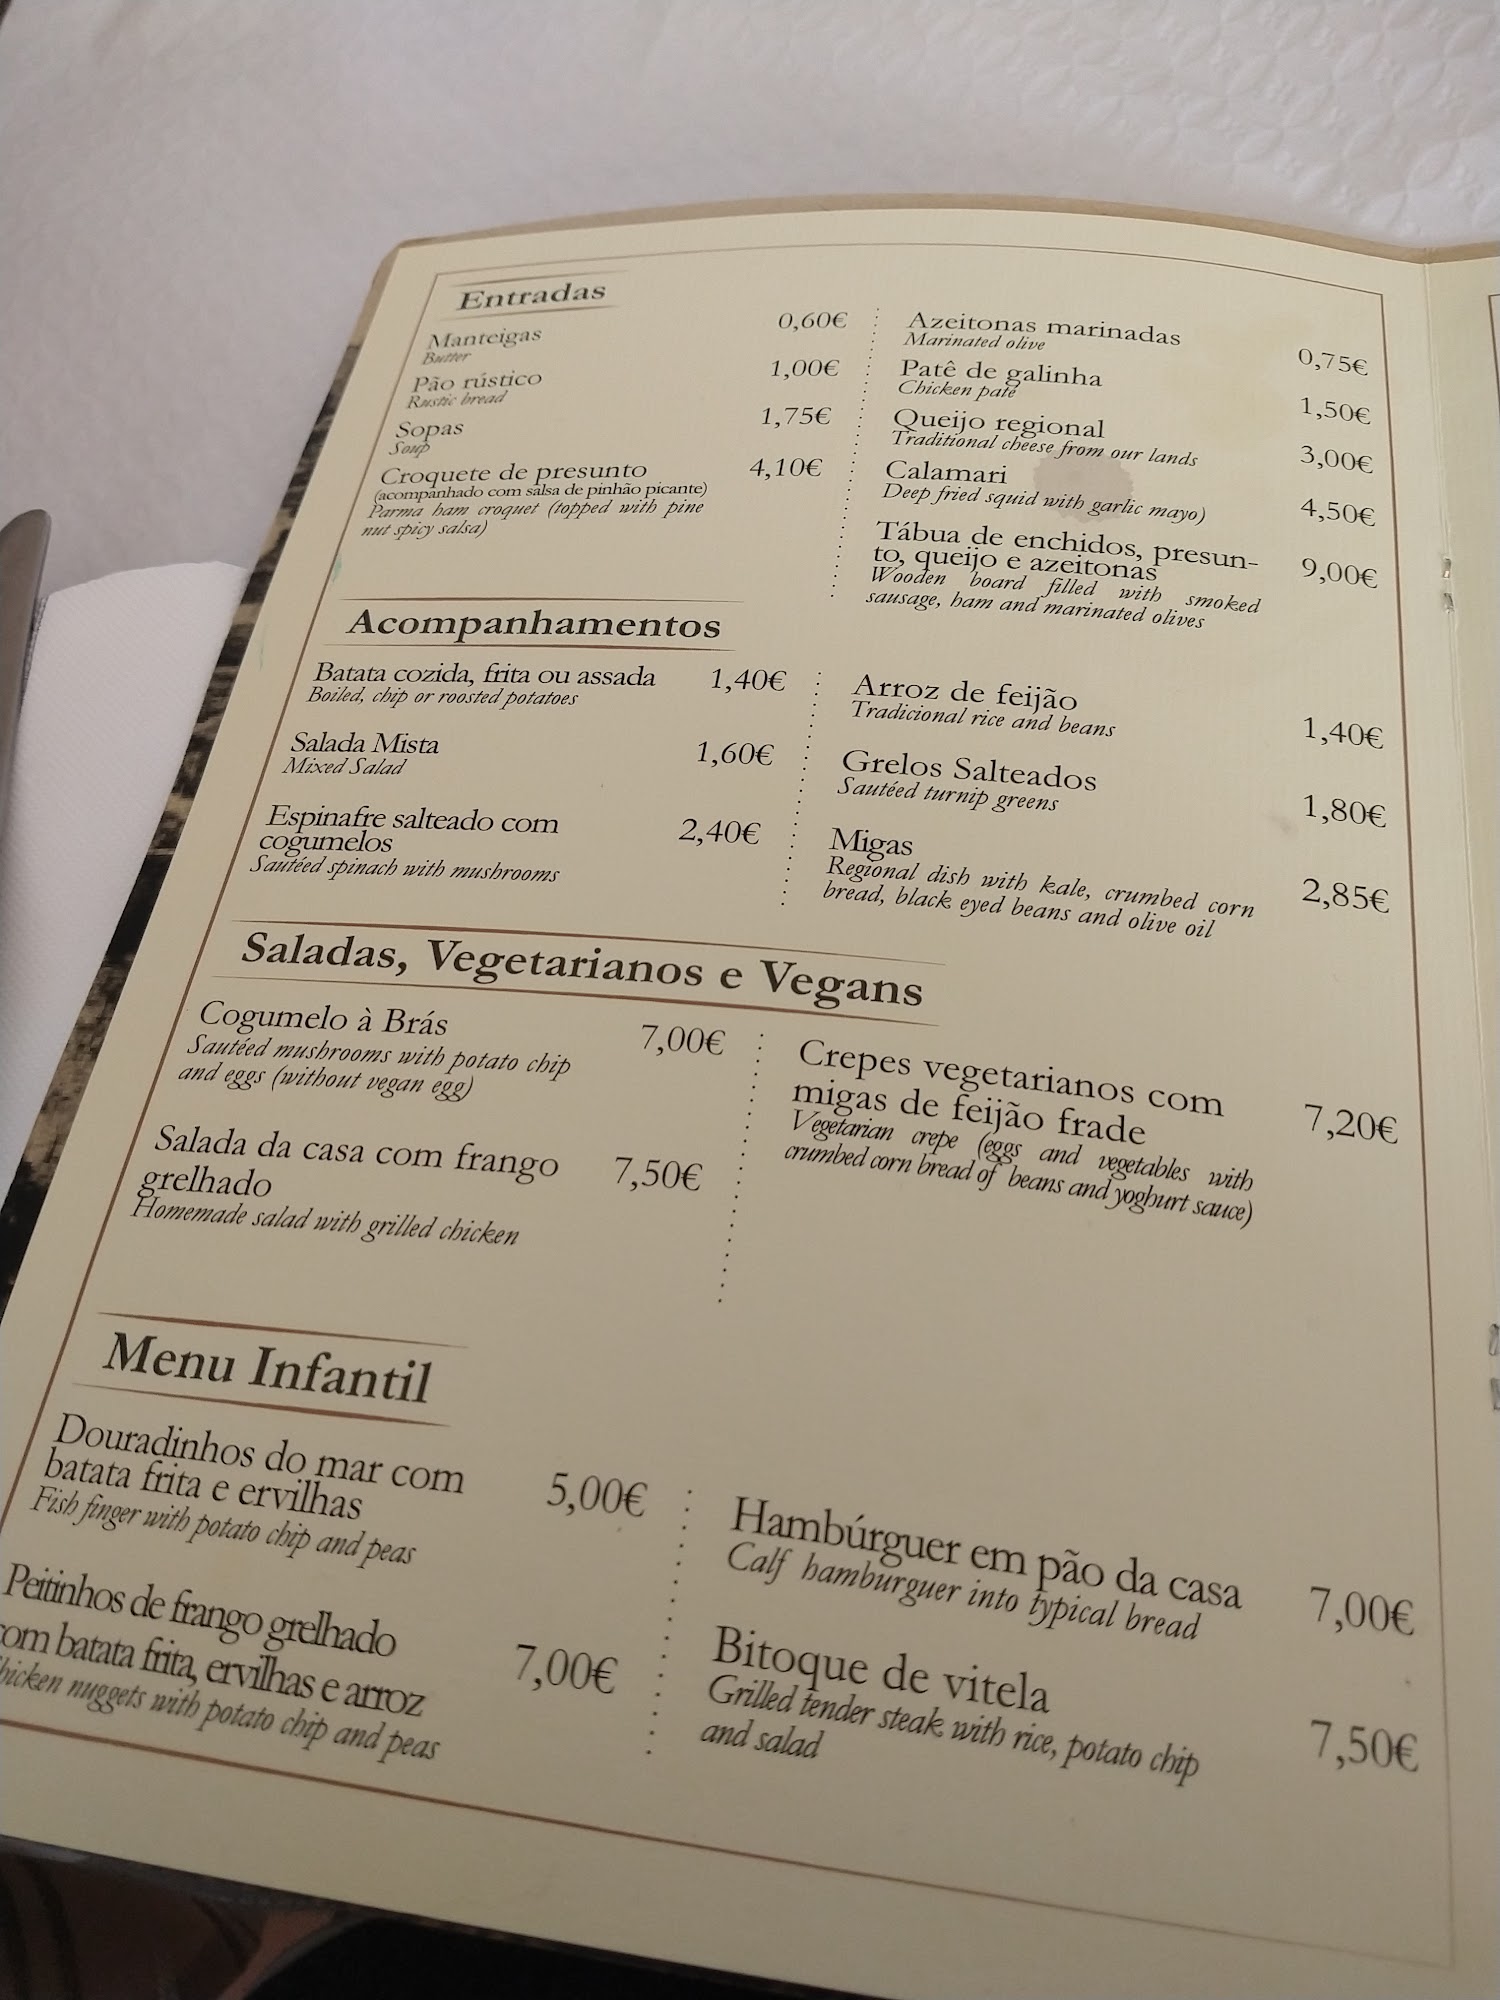 Entradas
Manteigas 0,60€
Butter
Pão rústico 1,00€
Rustic bread
Sopas 1,75€
Soup
Croquete de presunto 4,10€
(acompanhado com salsa de pinhão picante)
Parma ham croquet (topped with pine
nut spicy salsa)
Azeitonas marinadas 0,75€
Marinated olive
Patê de galinha 1,50€
Chicken paté
Queijo regional 3,00€
Traditional cheese from our lands
Calamari 4,50€
Deep fried squid with garlic mayo)
Tábua de enchidos, presun-
to, queijo e azeitonas 9,00€
Wooden board filled with smoked
sausage, ham and marinated olives
Acompanhamentos
Batata cozida, frita ou assada 1,40€
Boiled, chip or roosted potatoes
Salada Mista 1,60€
Mixed Salad
Espinafre salteado com 2,40€
cogumelos
Sautéed spinach with mushrooms
Arroz de feijão 1,40€
Tradicional rice and beans
Grelos Salteados 1,80€
Sautéed turnip greens
Migas 2,85€
Regional dish with kale, crumbed corn
bread, black eyed beans and olive oil
Saladas, Vegetarianos e Vegans
Cogumelo à Brás 7,00€
Sautéed mushrooms with potato chip
and eggs (without vegan egg)
Salada da casa com frango 7,50€
grelhado
Homemade salad with grilled chicken
Crepes vegetarianos com 7,20€
migas de feijão frade
Vegetarian crepe (eggs and vegetables with
crumbed corn bread of beans and yoghurt sauce)
Menu Infantil
Douradinhos do mar com 5,00€
batata frita e ervilhas
Fish finger with potato chip and peas
Peitinhos de frango grelhado 7,00€
com batata frita, ervilhas e arroz
Chicken nuggets with potato chip and peas
Hambúrguer em pão da casa 7,00€
Calf hamburguer into typical bread
Bitoque de vitela 7,50€
Grilled tender steak with rice, potato chip
and salad